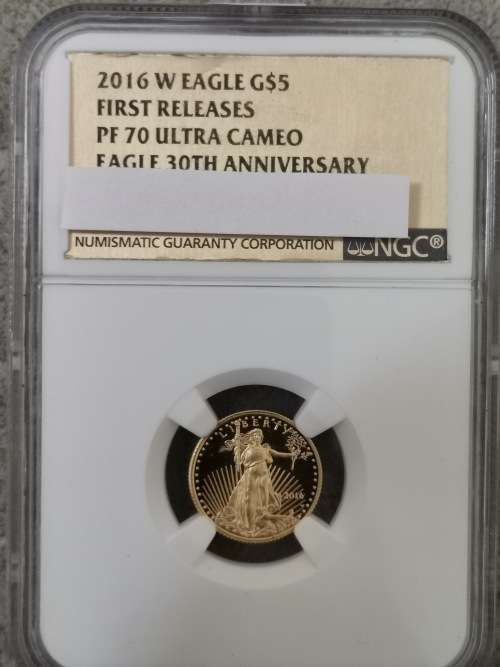 2016 W EAGLE G$5
FIRST RELEASES
PF 70 ULTRA CAMEO
EAGLE 30TH ANNIVERSARY
NUMISMATIC GUARANTY CORPORATION NGC®
LIBERTY
2016